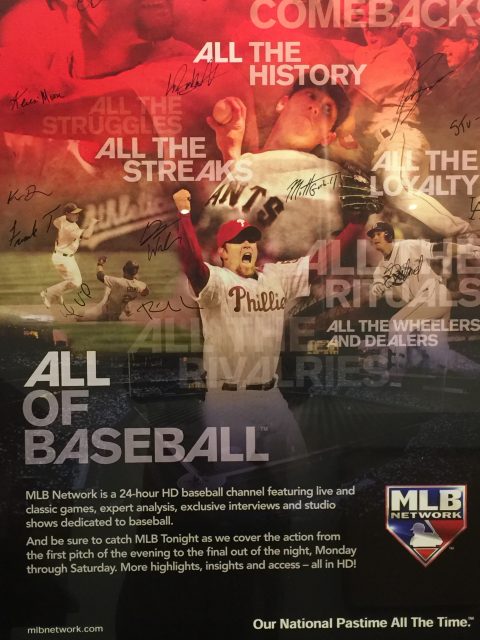 COMEBACKS
ALL THE
HISTORY
ALL THE
STRUGGLES
ALL THE
STREAKS
ALL THE
LOYALTY
ANTS
Phillies
ALL THE
RITUALS
ALL THE WHEELERS
AND DEALERS
ALL THE
RIVALRIES
ALL
OF
BASEBALL™
MLB Network is a 24-hour HD baseball channel featuring live and
classic games, expert analysis, exclusive interviews and studio
shows dedicated to baseball.
And be sure to catch MLB Tonight as we cover the action from
the first pitch of the evening to the final out of the night, Monday
through Saturday. More highlights, insights and access – all in HD!
MLB
NETWORK
™
mlbnetwork.com
Our National Pastime All The Time.™